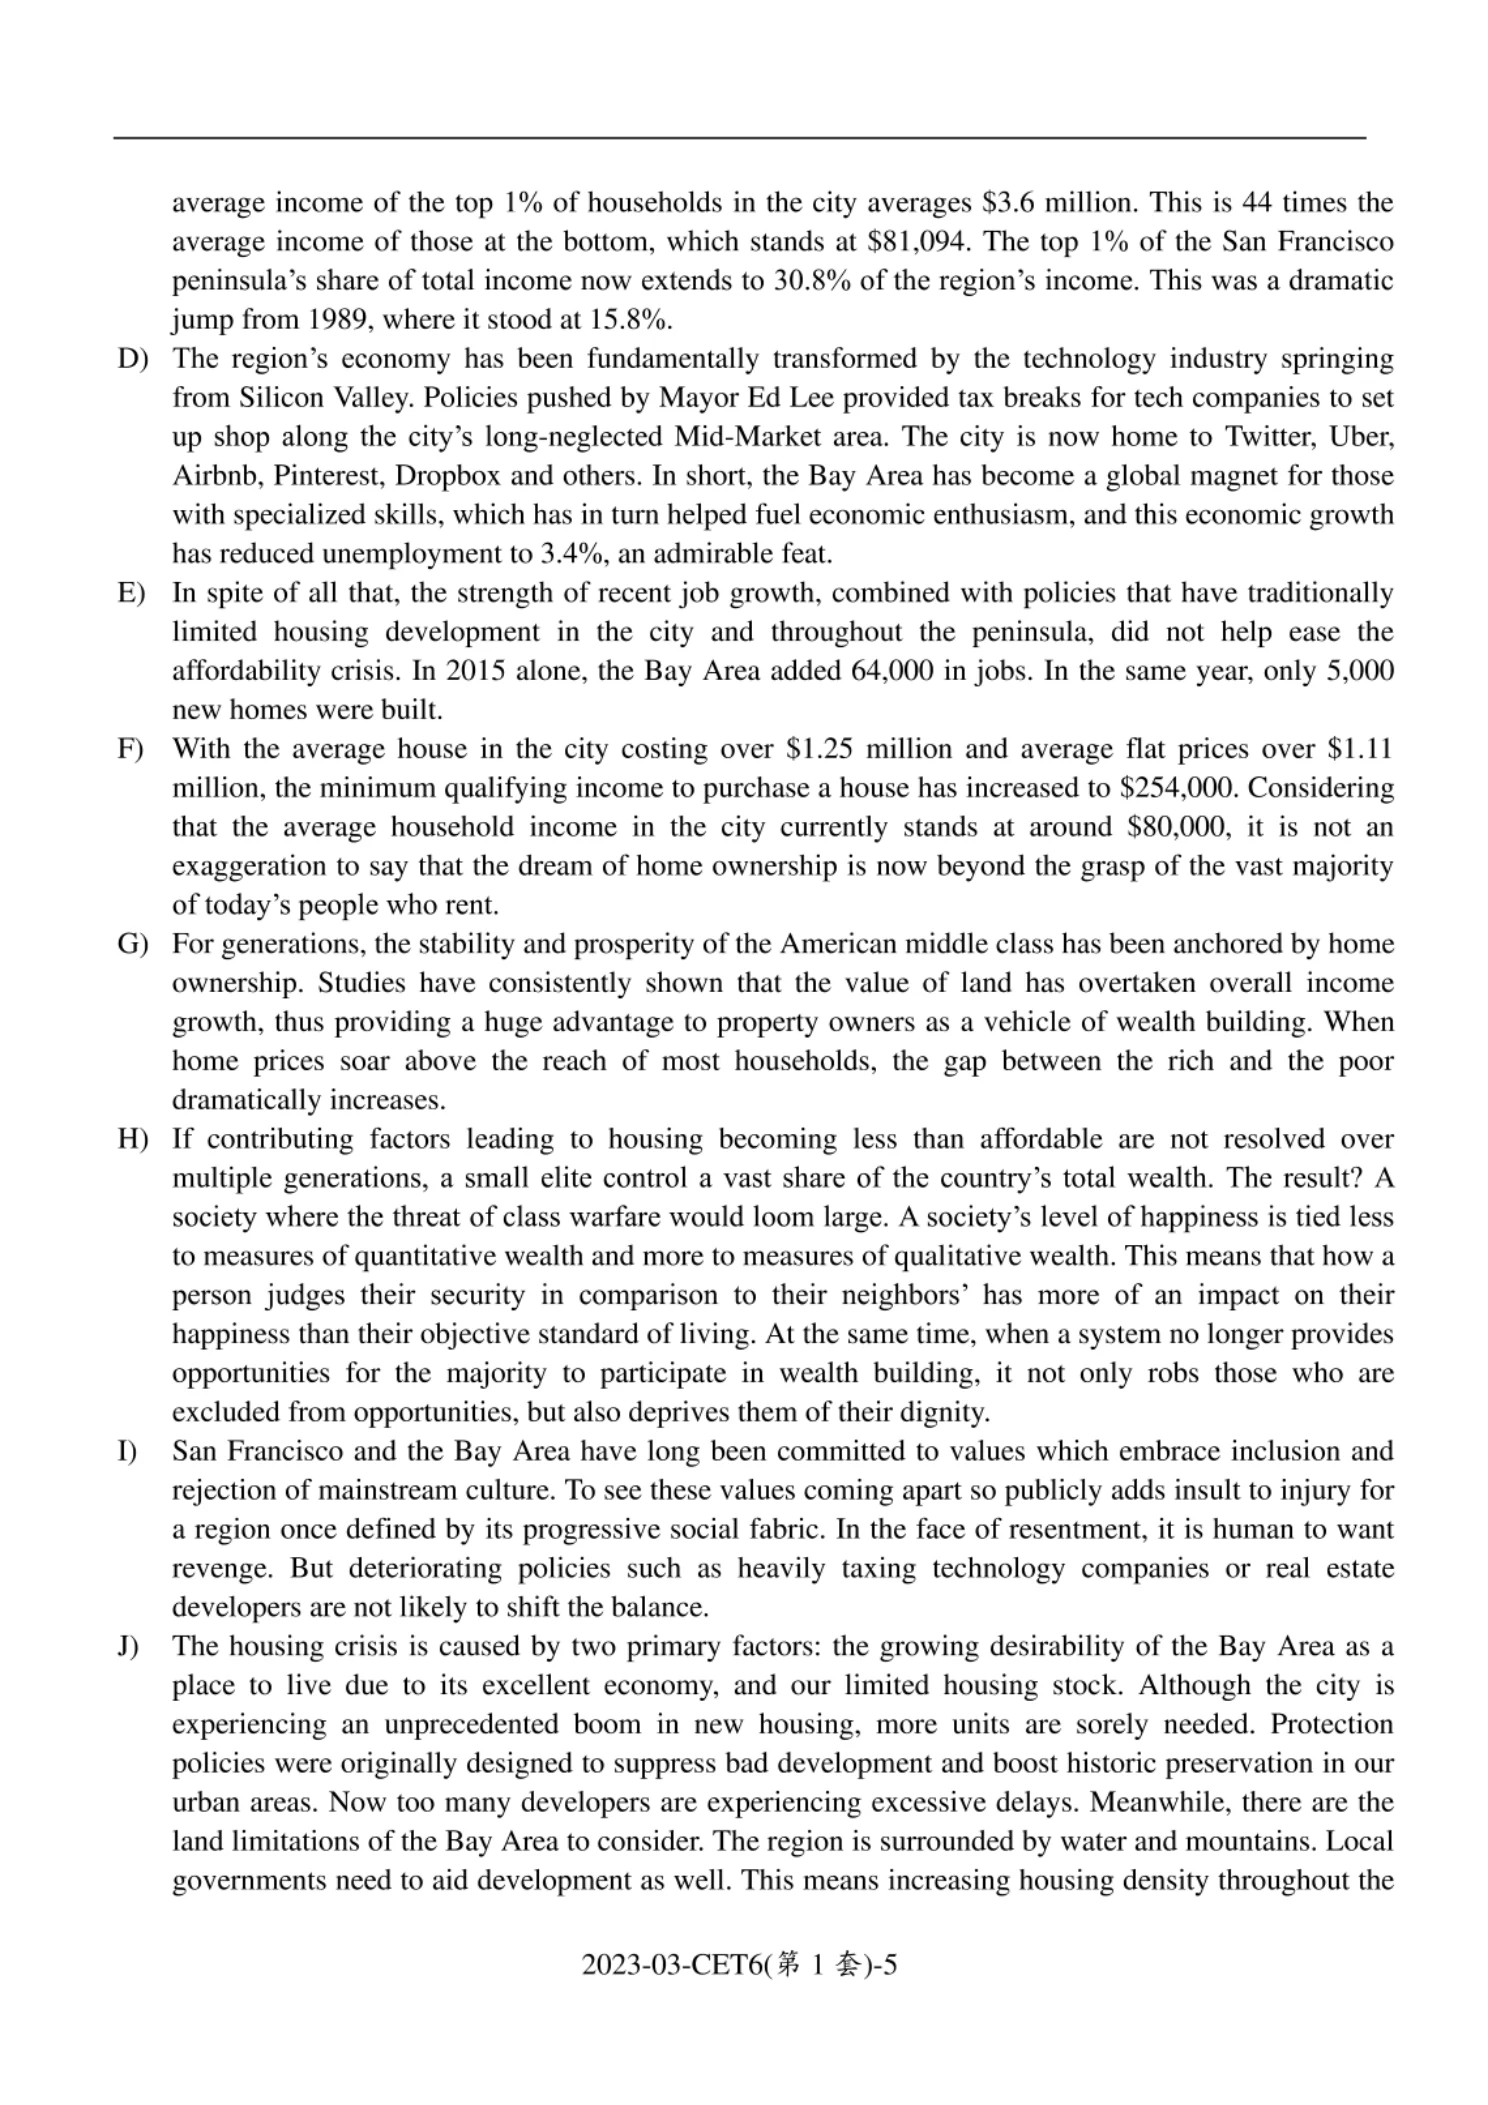 average income of the top 1% of households in the city averages $3.6 million. This is 44 times the
average income of those at the bottom, which stands at $81,094. The top 1% of the San Francisco
peninsula's share of total income now extends to 30.8% of the region's income. This was a dramatic
jump from 1989, where it stood at 15.8%.
D) The region's economy has been fundamentally transformed by the technology industry springing
from Silicon Valley. Policies pushed by Mayor Ed Lee provided tax breaks for tech companies to set
up shop along the city's long-neglected Mid-Market area. The city is now home to Twitter, Uber,
Airbnb, Pinterest, Dropbox and others. In short, the Bay Area has become a global magnet for those
with specialized skills, which has in turn helped fuel economic enthusiasm, and this economic growth
has reduced unemployment to 3.4%, an admirable feat.
E) In spite of all that, the strength of recent job growth, combined with policies that have traditionally
limited housing development in the city and throughout the peninsula, did not help ease the
affordability crisis. In 2015 alone, the Bay Area added 64,000 in jobs. In the same year, only 5,000
new homes were built.
F) With the average house in the city costing over $1.25 million and average flat prices over $1.11
million, the minimum qualifying income to purchase a house has increased to $254,000. Considering
that the average household income in the city currently stands at around $80,000, it is not an
exaggeration to say that the dream of home ownership is now beyond the grasp of the vast majority
of today's people who rent.
G) For generations, the stability and prosperity of the American middle class has been anchored by home
ownership. Studies have consistently shown that the value of land has overtaken overall income
growth, thus providing a huge advantage to property owners as a vehicle of wealth building. When
home prices soar above the reach of most households, the gap between the rich and the poor
dramatically increases.
H) If contributing factors leading to housing becoming less than affordable are not resolved over
multiple generations, a small elite control a vast share of the country's total wealth. The result? A
society where the threat of class warfare would loom large. A society's level of happiness is tied less
to measures of quantitative wealth and more to measures of qualitative wealth. This means that how a
person judges their security in comparison to their neighbors' has more of an impact on their
happiness than their objective standard of living. At the same time, when a system no longer provides
opportunities for the majority to participate in wealth building, it not only robs those who are
excluded from opportunities, but also deprives them of their dignity.
I) San Francisco and the Bay Area have long been committed to values which embrace inclusion and
rejection of mainstream culture. To see these values coming apart so publicly adds insult to injury for
a region once defined by its progressive social fabric. In the face of resentment, it is human to want
revenge. But deteriorating policies such as heavily taxing technology companies or real estate
developers are not likely to shift the balance.
J) The housing crisis is caused by two primary factors: the growing desirability of the Bay Area as a
place to live due to its excellent economy, and our limited housing stock. Although the city is
experiencing an unprecedented boom in new housing, more units are sorely needed. Protection
policies were originally designed to suppress bad development and boost historic preservation in our
urban areas. Now too many developers are experiencing excessive delays. Meanwhile, there are the
land limitations of the Bay Area to consider. The region is surrounded by water and mountains. Local
governments need to aid development as well. This means increasing housing density throughout the
2023-03-CET6(第 1 套)-5